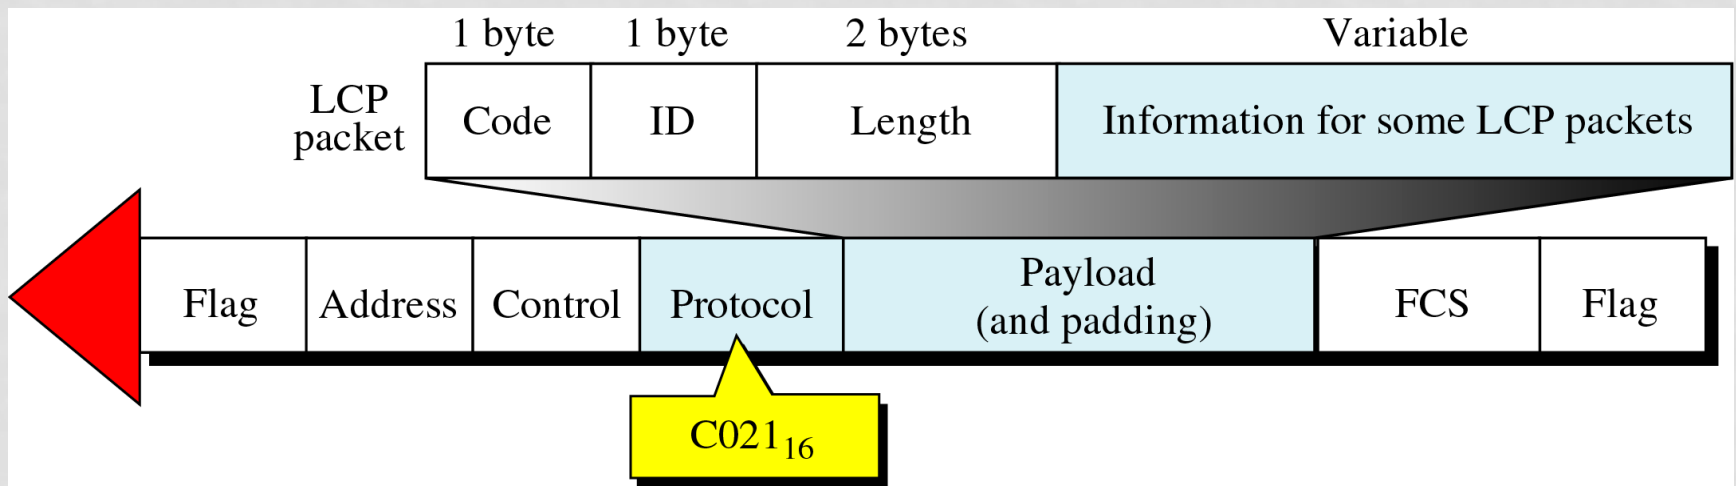 1 byte 1 byte 2 bytes Variable
LCP
packet
Code ID Length Information for some LCP packets
Flag Address Control Protocol Payload
(and padding) FCS Flag
C021₁₆